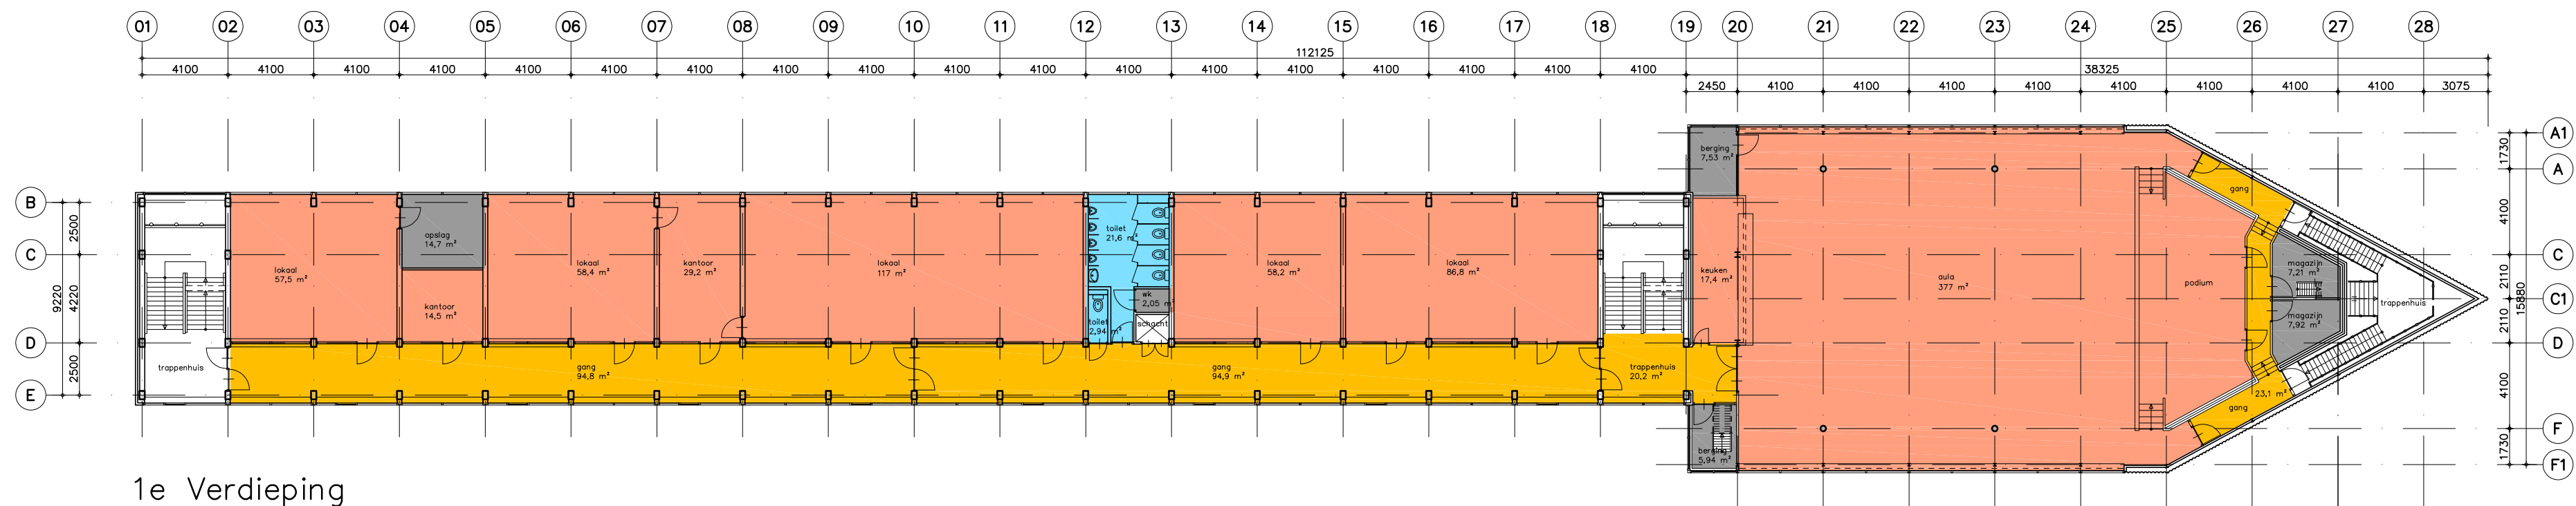 01 02 03 04 05 06 07 08 09 10 11 12 13 14 15 16 17 18 19 20 21 22 23 24 25 26 27 28
112125
4100 4100 4100 4100 4100 4100 4100 4100 4100 4100 4100 4100 4100 4100 4100 4100 4100 4100
38325
2450 4100 4100 4100 4100 4100 4100 4100 4100 3075
A1
A
B
C
C1
D
E
F
F1
B
C
D
E
2500
4220
2500
9220
1730
4100
2110
2110
4100
1730
15880
trappenhuis
lokaal
57,5 m²
opslag
14,7 m²
kantoor
14,5 m²
lokaal
58,4 m²
kantoor
29,2 m²
lokaal
117 m²
toilet
21,6 m²
toilet
2,94 m²
wk
2,05 m²
schacht
lokaal
58,2 m²
lokaal
86,8 m²
gang
94,8 m²
gang
94,9 m²
trappenhuis
20,2 m²
berging
7,53 m²
keuken
17,4 m²
berging
5,94 m²
aula
377 m²
podium
gang
magazijn
7,21 m²
magazijn
7,92 m²
trappenhuis
23,1 m²
gang
1e Verdieping